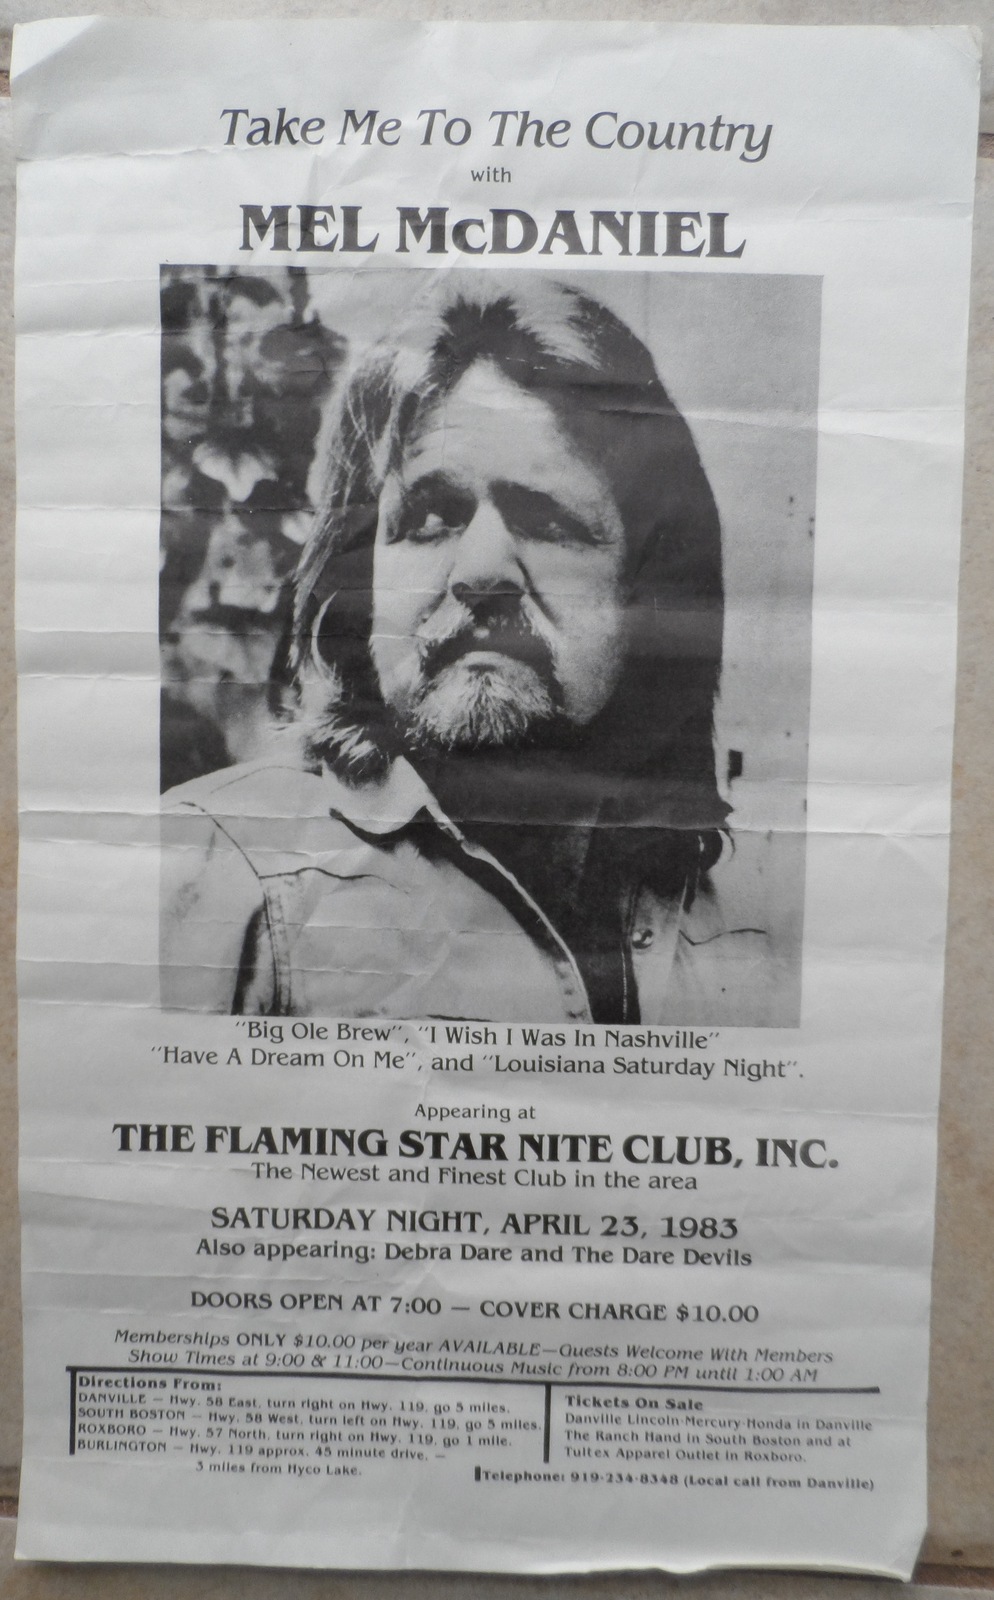 Take Me To The Country
with
MEL McDANIEL
"Big Ole Brew", "I Wish I Was In Nashville"
"Have A Dream On Me", and "Louisiana Saturday Night".
Appearing at
THE FLAMING STAR NITE CLUB, INC.
The Newest and Finest Club in the area
SATURDAY NIGHT, APRIL 23, 1983
Also appearing: Debra Dare and The Dare Devils
DOORS OPEN AT 7:00 — COVER CHARGE $10.00
Memberships ONLY $10.00 per year AVAILABLE—Guests Welcome With Members
Show Times at 9:00 & 11:00—Continuous Music from 8:00 PM until 1:00 AM
Directions From:
DANVILLE — Hwy. 58 East, turn right on Hwy. 119, go 5 miles.
SOUTH BOSTON — Hwy. 58 West, turn left on Hwy. 119, go 5 miles.
ROXBORO — Hwy. 57 North, turn right on Hwy. 119, go 1 mile.
BURLINGTON — Hwy. 119 approx. 45 minute drive. —
3 miles from Hyco Lake.
Tickets On Sale
Danville Lincoln-Mercury-Honda in Danville
The Ranch Hand in South Boston and at
Tultex Apparel Outlet in Roxboro.
Telephone: 919-234-8348 (Local call from Danville)